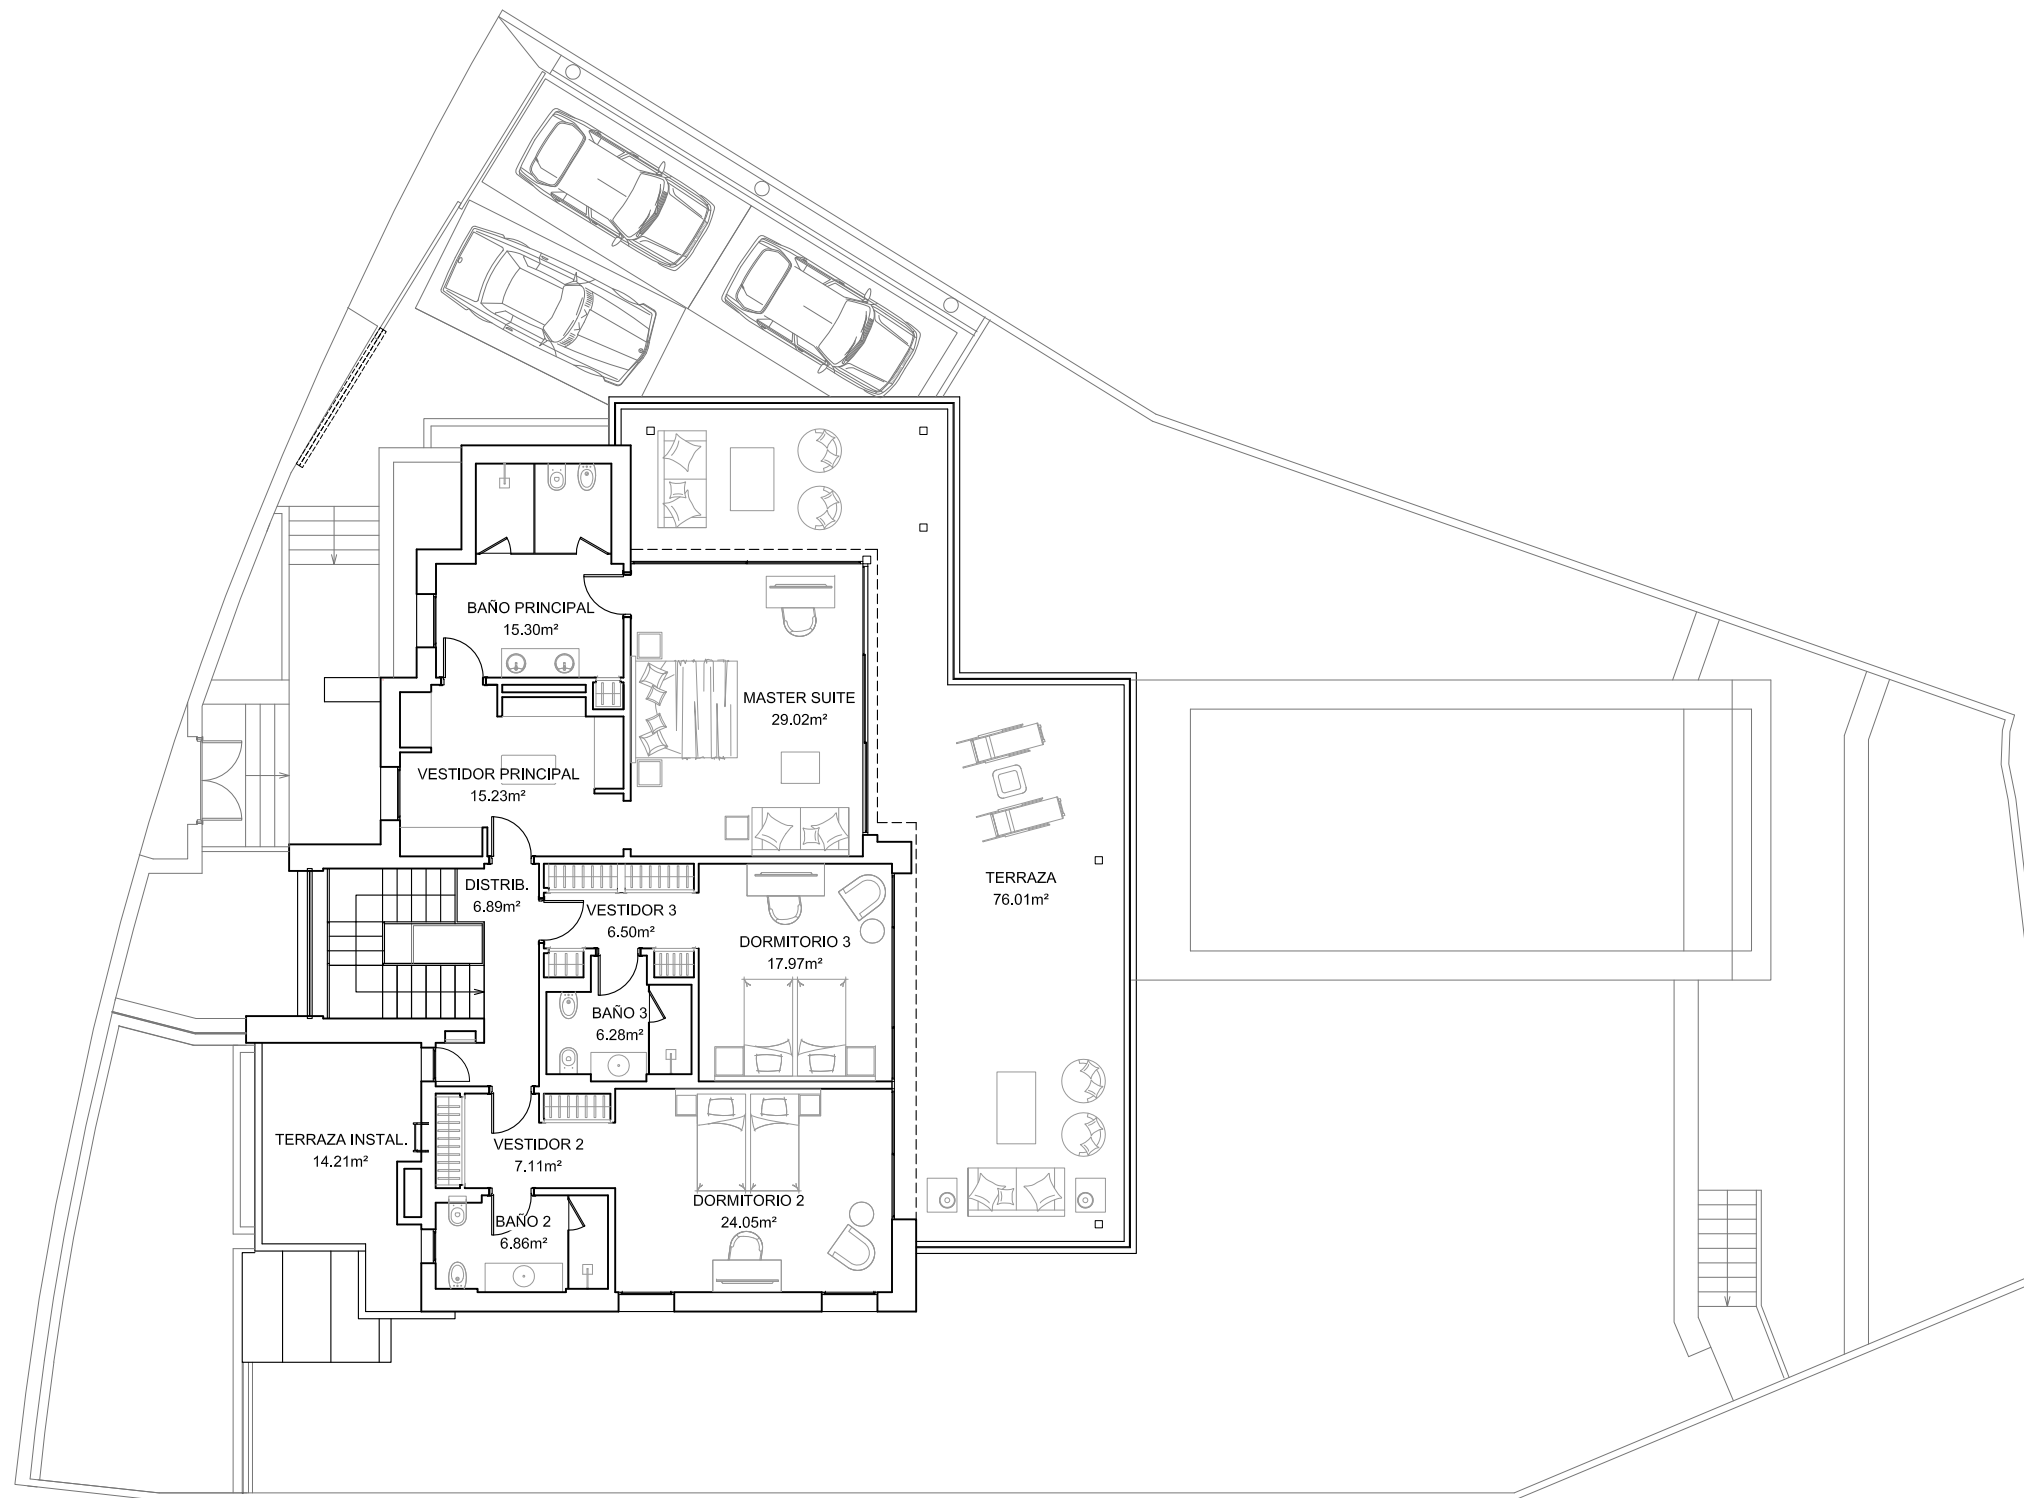 BAÑO PRINCIPAL
15.30m²
MASTER SUITE
29.02m²
VESTIDOR PRINCIPAL
15.23m²
DISTRIB.
6.89m²
VESTIDOR 3
6.50m²
TERRAZA
76.01m²
DORMITORIO 3
17.97m²
BAÑO 3
6.28m²
TERRAZA INSTAL.
14.21m²
VESTIDOR 2
7.11m²
DORMITORIO 2
24.05m²
BAÑO 2
6.86m²